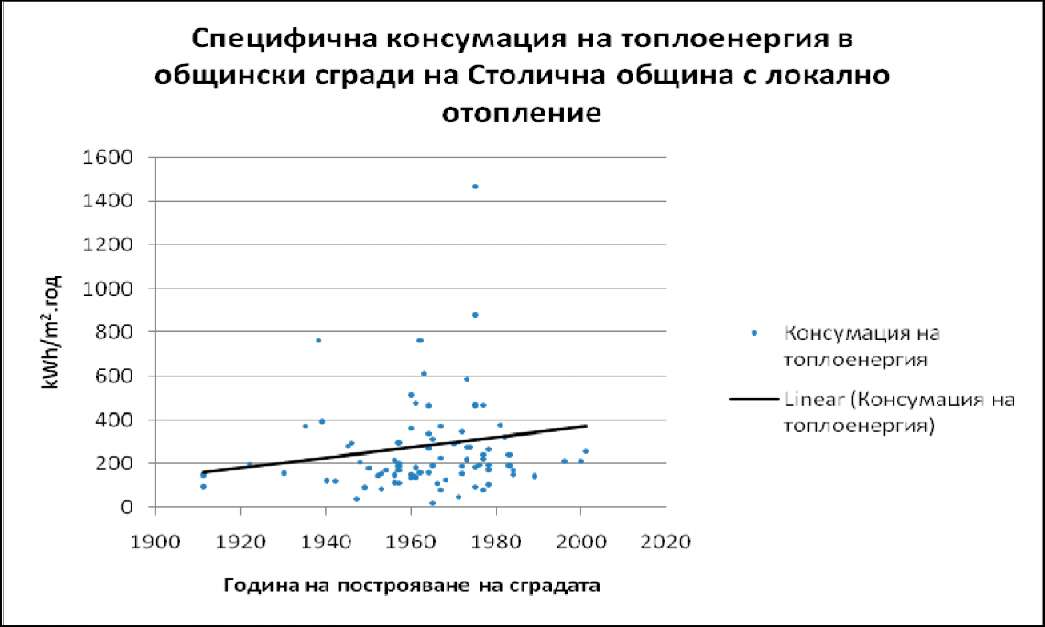 Специфична консумация на топлоенергия в
общински сгради на Столична община с локално
отопление
1600
1400
1200
1000
800
600
400
200
0
kWh/m².год
1900 1920 1940 1960 1980 2000 2020
Година на построяване на сградата
Консумация на
топлоенергия
Linear (Консумация на
топлоенергия)